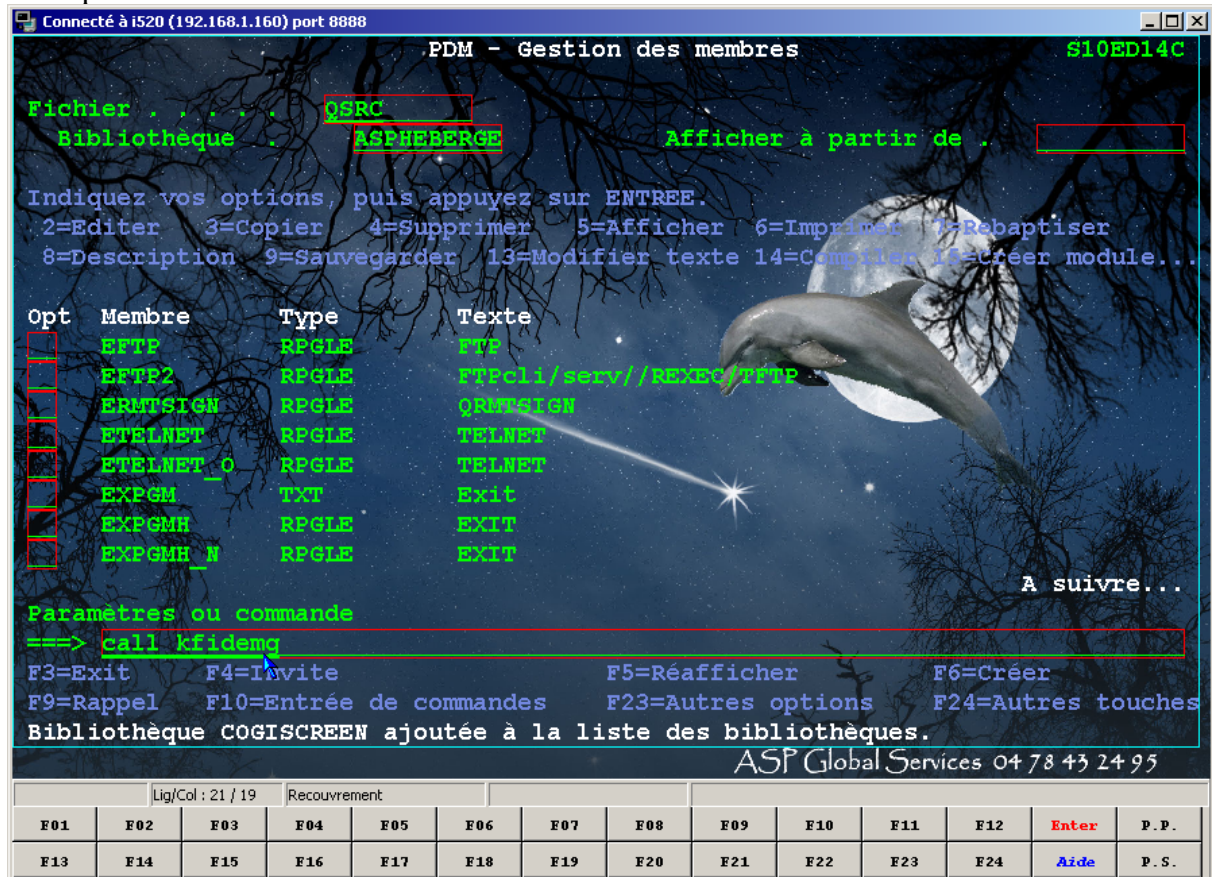 Connecté à i520 (192.168.1.160) port 8888
PDM - Gestion des membres S10ED14C
Fichier . . . . . QSRC
Bibliothèque . ASPHEBERGE Afficher à partir de .
Indiquez vos options, puis appuyez sur ENTREE.
2=Editer 3=Copier 4=Supprimer 5=Afficher 6=Imprimer 7=Rebaptiser
8=Description 9=Sauvegarder 13=Modifier texte 14=Compiler 15=Créer module...
Opt Membre Type Texte
EFTP RPGLE FTP
EFTP2 RPGLE FTPcli/serv//REXEC/TFTP
ERMTSIGN RPGLE QRMTSIGN
ETELNET RPGLE TELNET
ETELNET_O RPGLE TELNET
EXPGM TXT Exit
EXPGMH RPGLE EXIT
EXPGMH_N RPGLE EXIT
A suivre...
Paramètres ou commande
===> call kfidemg
F3=Exit F4=Invite F5=Réafficher F6=Créer
F9=Rappel F10=Entrée de commandes F23=Autres options F24=Autres touches
Bibliothèque COGISCREEN ajoutée à la liste des bibliothèques.
ASP Global Services 04 78 43 24 95
Lig/Col : 21 / 19 Recouvrement
F01 F02 F03 F04 F05 F06 F07 F08 F09 F10 F11 F12 Enter P.P.
F13 F14 F15 F16 F17 F18 F19 F20 F21 F22 F23 F24 Aide P.S.